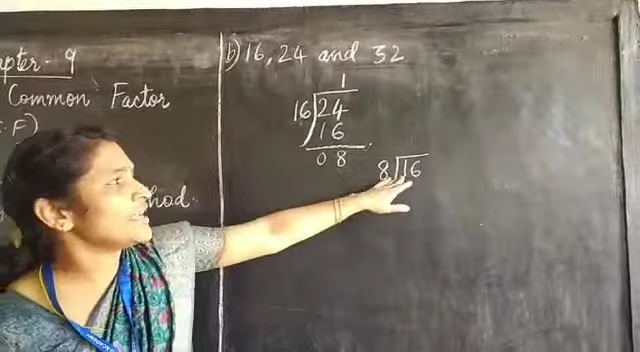 apter - 9
Common Factor
C.F)
hod.
b) 16, 24 and 32
1
16 24
16
08
8 16